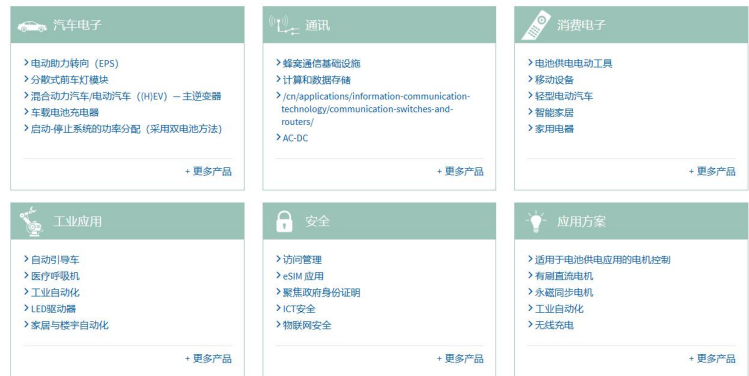 汽车电子
电动助力转向（EPS）
分散式前车灯模块
混合动力汽车/电动汽车（(H)EV）— 主逆变器
车载电池充电器
启动-停止系统的功率分配（采用双电池方法）
+ 更多产品
通讯
蜂窝通信基础设施
计算和数据存储
/cn/applications/information-communication-
technology/communication-switches-and-
routers/
AC-DC
+ 更多产品
消费电子
电池供电电动工具
移动设备
轻型电动汽车
智能家居
家用电器
+ 更多产品
工业应用
自动引导车
医疗呼吸机
工业自动化
LED驱动器
家居与楼宇自动化
+ 更多产品
安全
访问管理
eSIM 应用
聚焦政府身份证明
ICT安全
物联网安全
+ 更多产品
应用方案
适用于电池供电应用的电机控制
有刷直流电机
永磁同步电机
工业自动化
无线充电
+ 更多产品